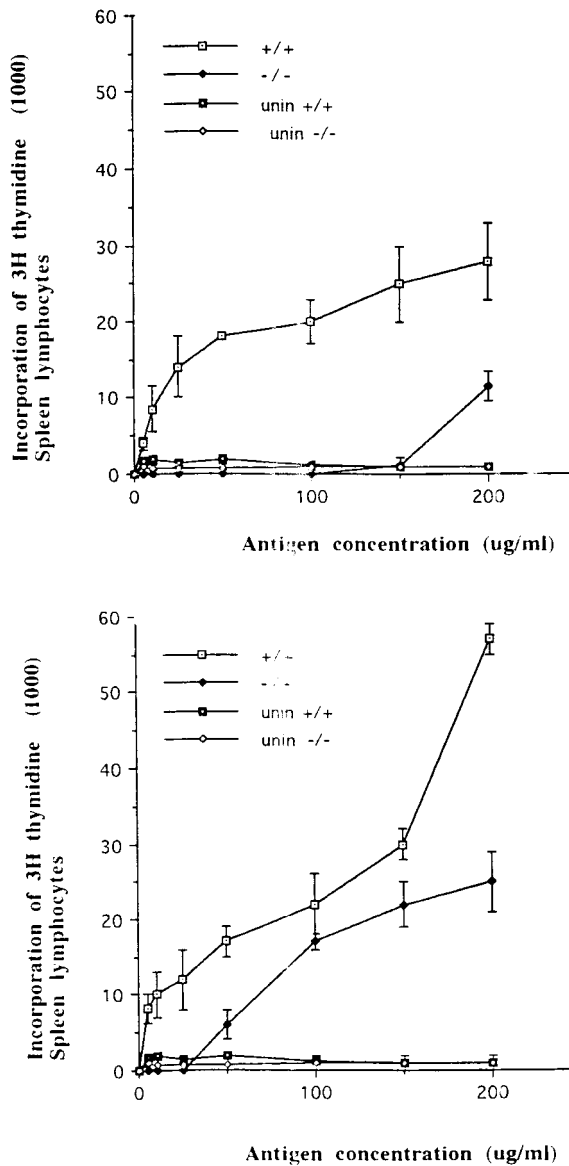 60
50
40
30
20
10
0
+/+
-/-
unin +/+
unin -/-
Incorporation of 3H thymidine (1000)
Spleen lymphocytes
0
100
200
Antigen concentration (ug/ml)
60
50
40
30
20
10
0
unin +/+
unin -/-
Incorporation of 3H thymidine (1000)
Spleen lymphocytes
0
100
200
Antigen concentration (ug/ml)